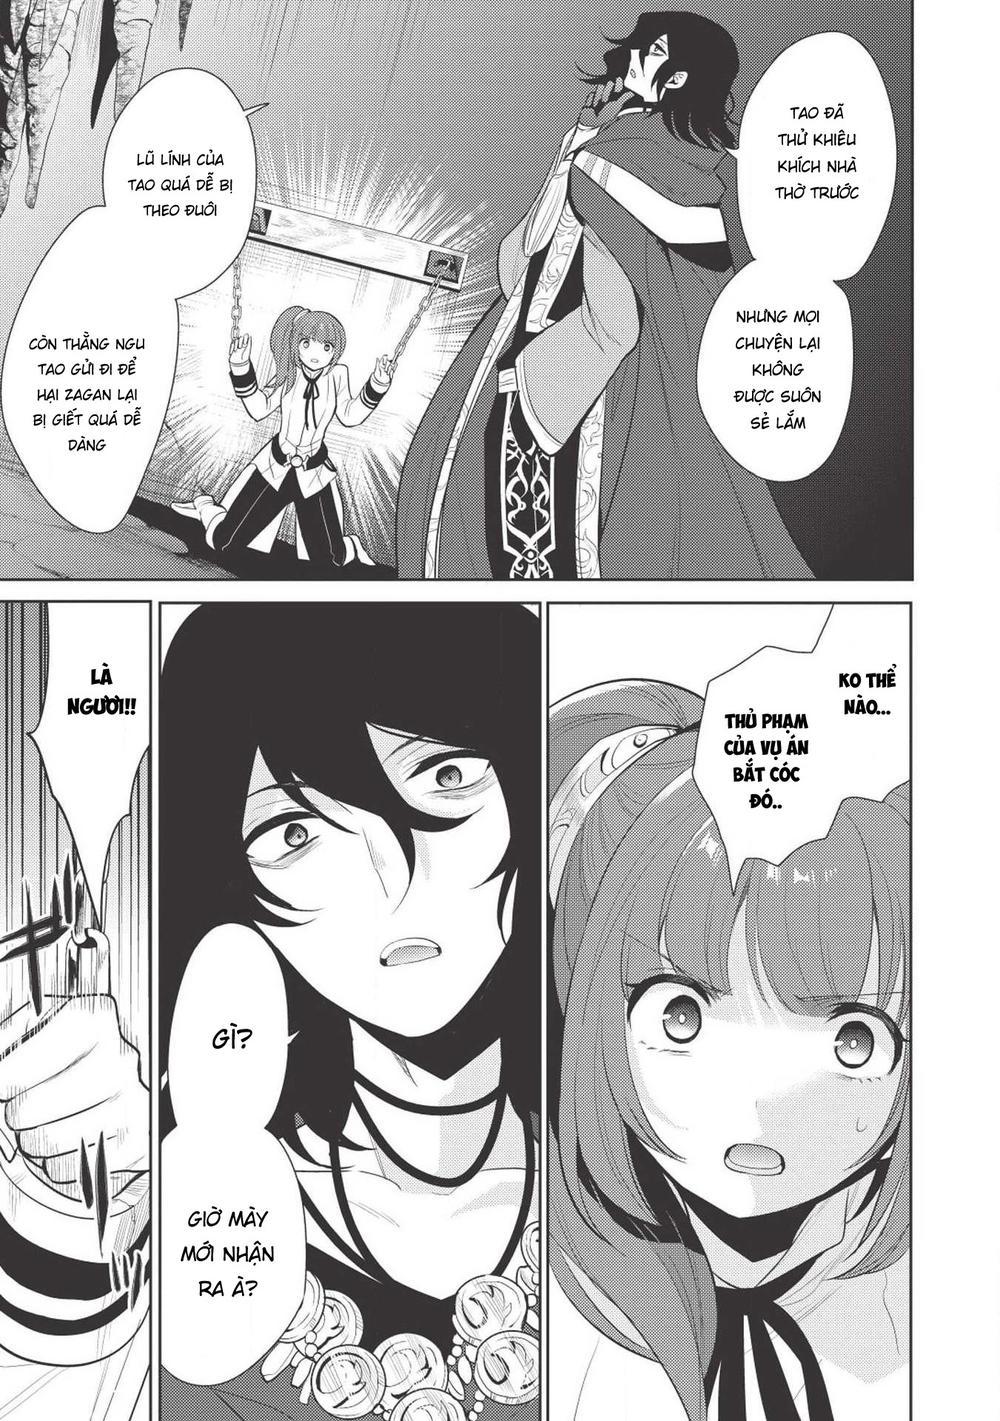 TAO ĐÃ
THỬ KHIÊU
KHÍCH NHÀ
THỜ TRƯỚC
NHƯNG MỌI
CHUYỆN LẠI
KHÔNG
ĐƯỢC SUÔN
SẺ LẮM
LŨ LÍNH CỦA
TAO QUÁ DỄ BỊ
THEO ĐUÔI
CÒN THẰNG NGU
TAO GỬI ĐI ĐỂ
HẠI ZAGAN LẠI
BỊ GIẾT QUÁ DỄ
DÀNG
KO THỂ
NÀO...
THỦ PHẠM
CỦA VỤ ÁN
BẮT CÓC
ĐÓ..
GÌ?
GIỜ MÀY
MỚI NHẬN
RA À?
LÀ
NGƯƠI!!